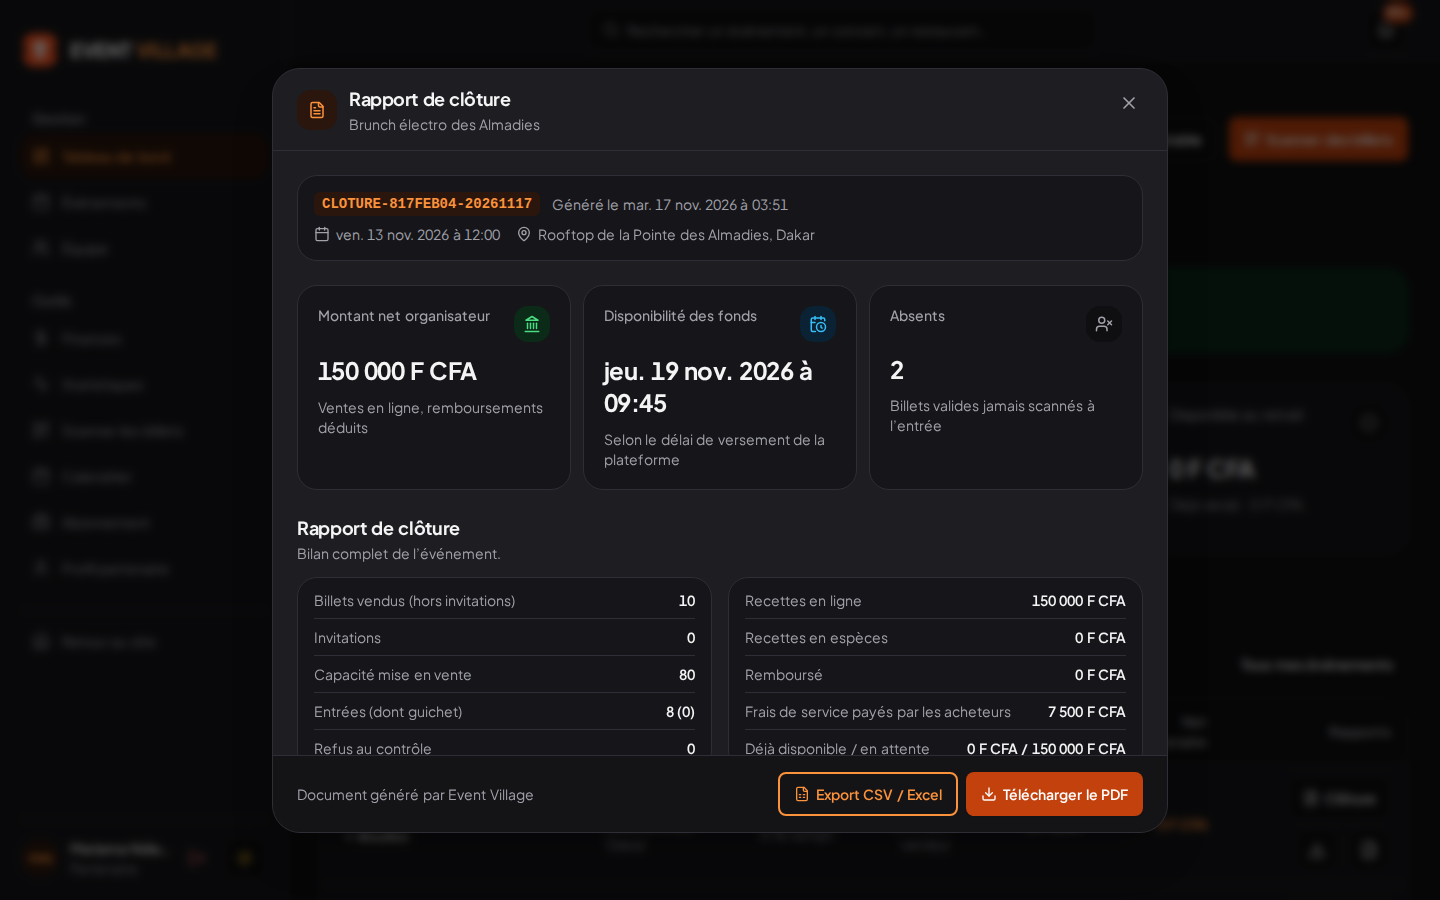 EVENT VILLAGE
Rapport de clôture
Brunch électro des Almadies
CLOTURE-817FEB04-20261117
Généré le mar. 17 nov. 2026 à 03:51
ven. 13 nov. 2026 à 12:00
Rooftop de la Pointe des Almadies, Dakar
Montant net organisateur
150 000 F CFA
Ventes en ligne, remboursements
déduits
Disponibilité des fonds
jeu. 19 nov. 2026 à
09:45
Selon le délai de versement de la
plateforme
Absents
2
Billets valides jamais scannés à
l'entrée
Rapport de clôture
Bilan complet de l'événement.
Billets vendus (hors invitations) 10
Invitations 0
Capacité mise en vente 80
Entrées (dont guichet) 8 (0)
Refus au contrôle 0
Recettes en ligne 150 000 F CFA
Recettes en espèces 0 F CFA
Remboursé 0 F CFA
Frais de service payés par les acheteurs 7 500 F CFA
Déjà disponible / en attente 0 F CFA / 150 000 F CFA
Document généré par Event Village
Export CSV / Excel
Télécharger le PDF